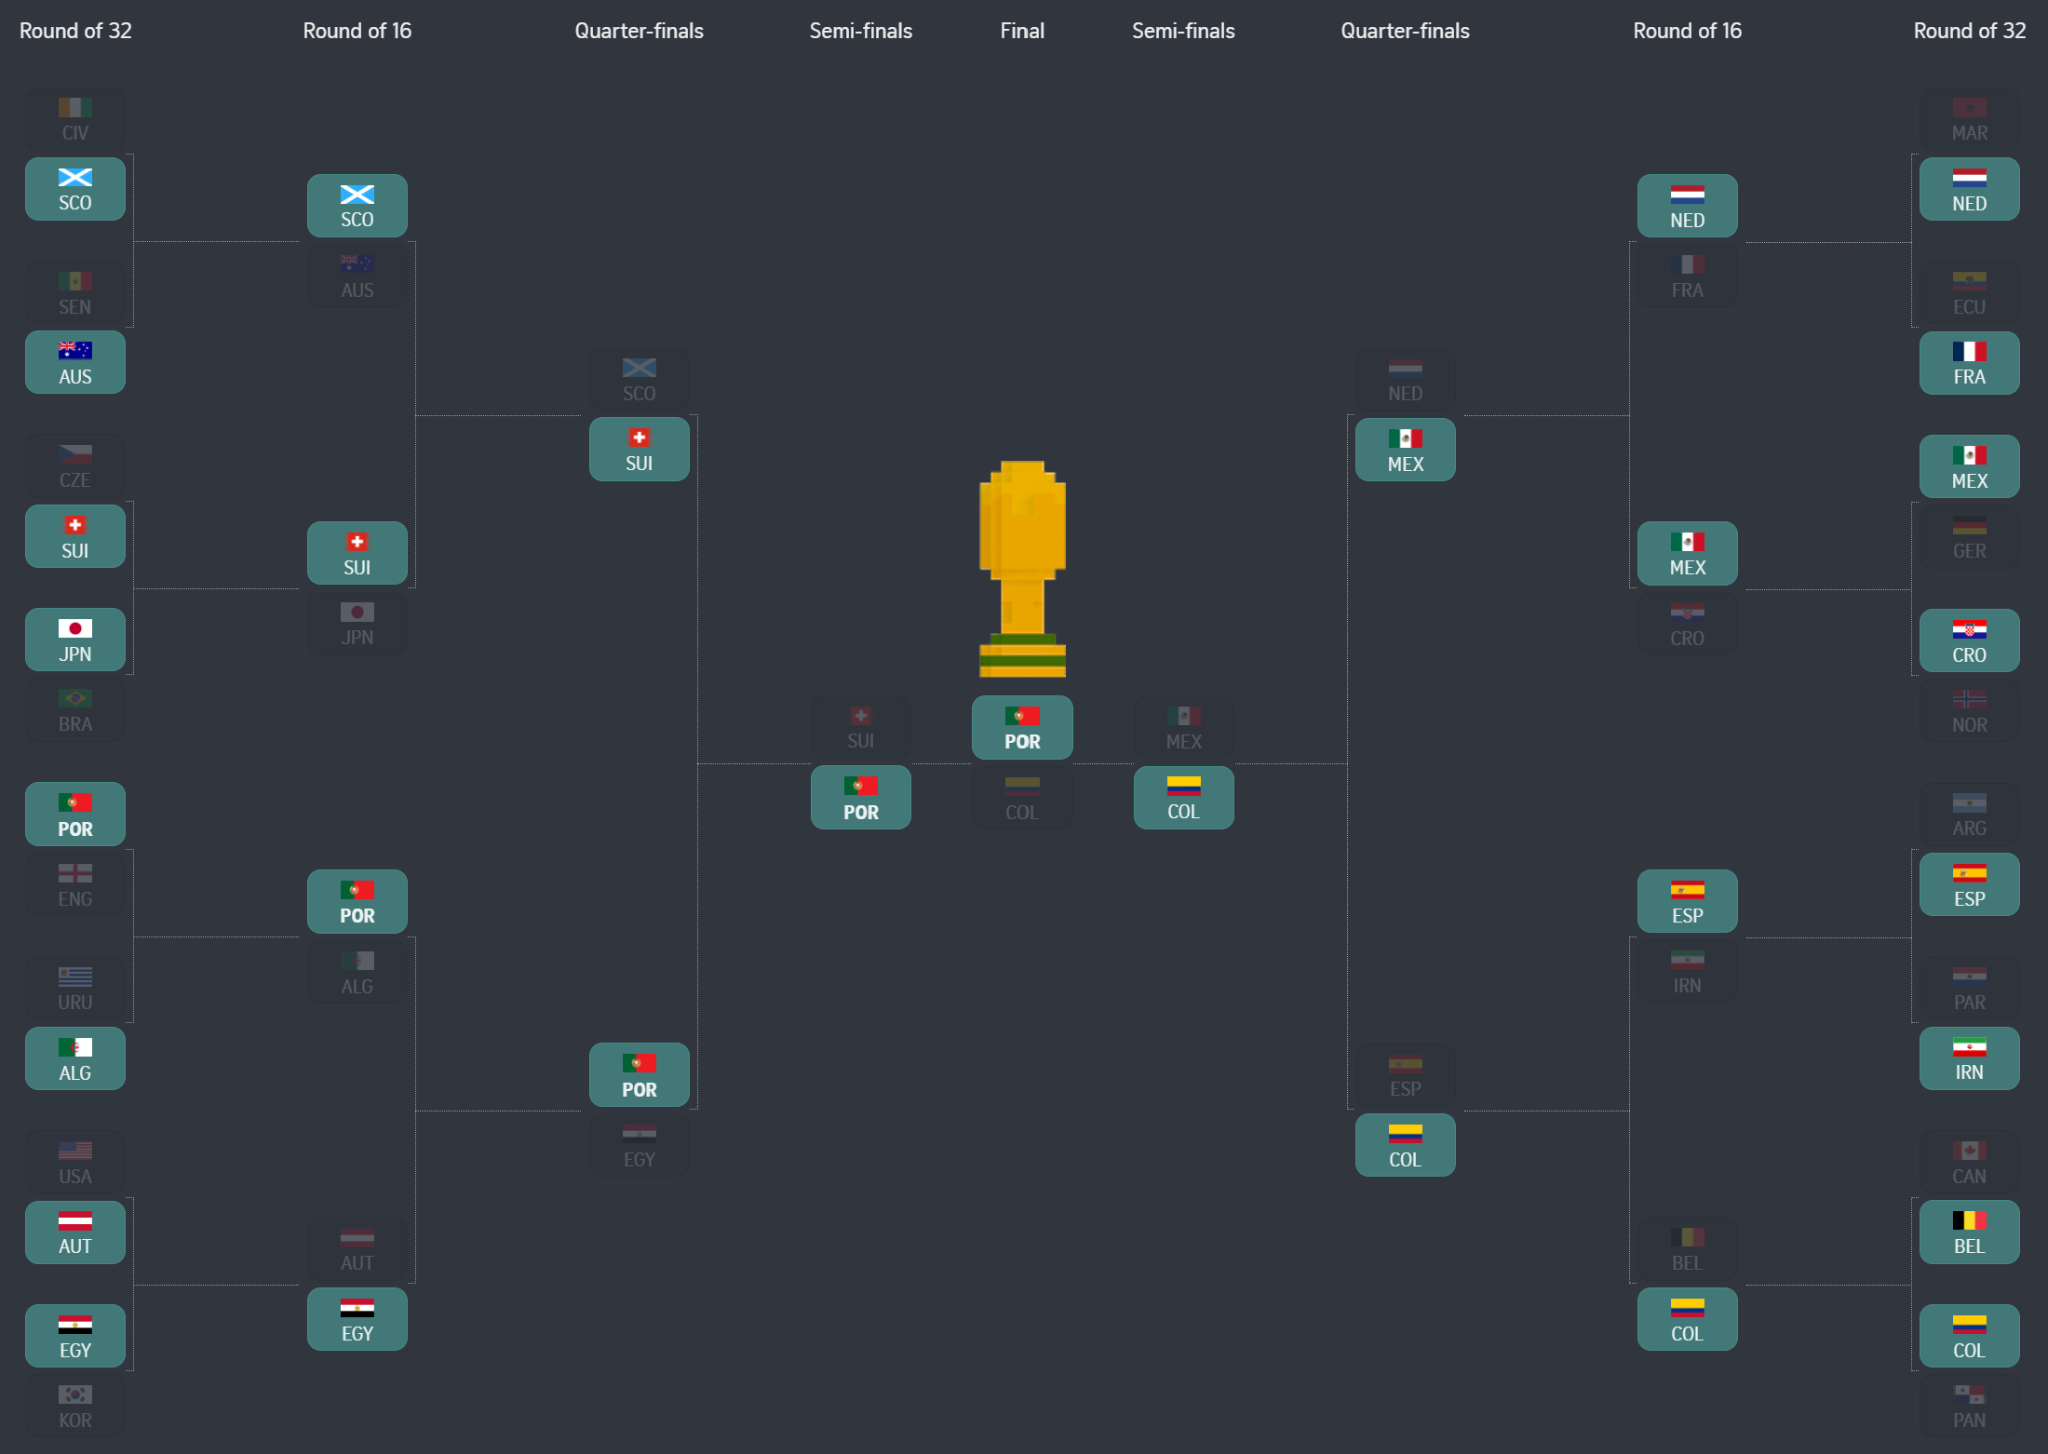 Round of 32
Round of 16
Quarter-finals
Semi-finals
Final
Semi-finals
Quarter-finals
Round of 16
Round of 32
CIV
SCO
SEN
AUS
CZE
SUI
JPN
BRA
POR
ENG
URU
ALG
USA
AUT
EGY
KOR
SCO
AUS
SUI
JPN
POR
ALG
AUT
EGY
SCO
SUI
POR
EGY
SUI
POR
POR
COL
MEX
COL
NED
MEX
ESP
COL
NED
FRA
MEX
CRO
ESP
IRN
BEL
COL
MAR
NED
ECU
FRA
MEX
GER
CRO
NOR
ARG
ESP
PAR
IRN
CAN
BEL
COL
PAN